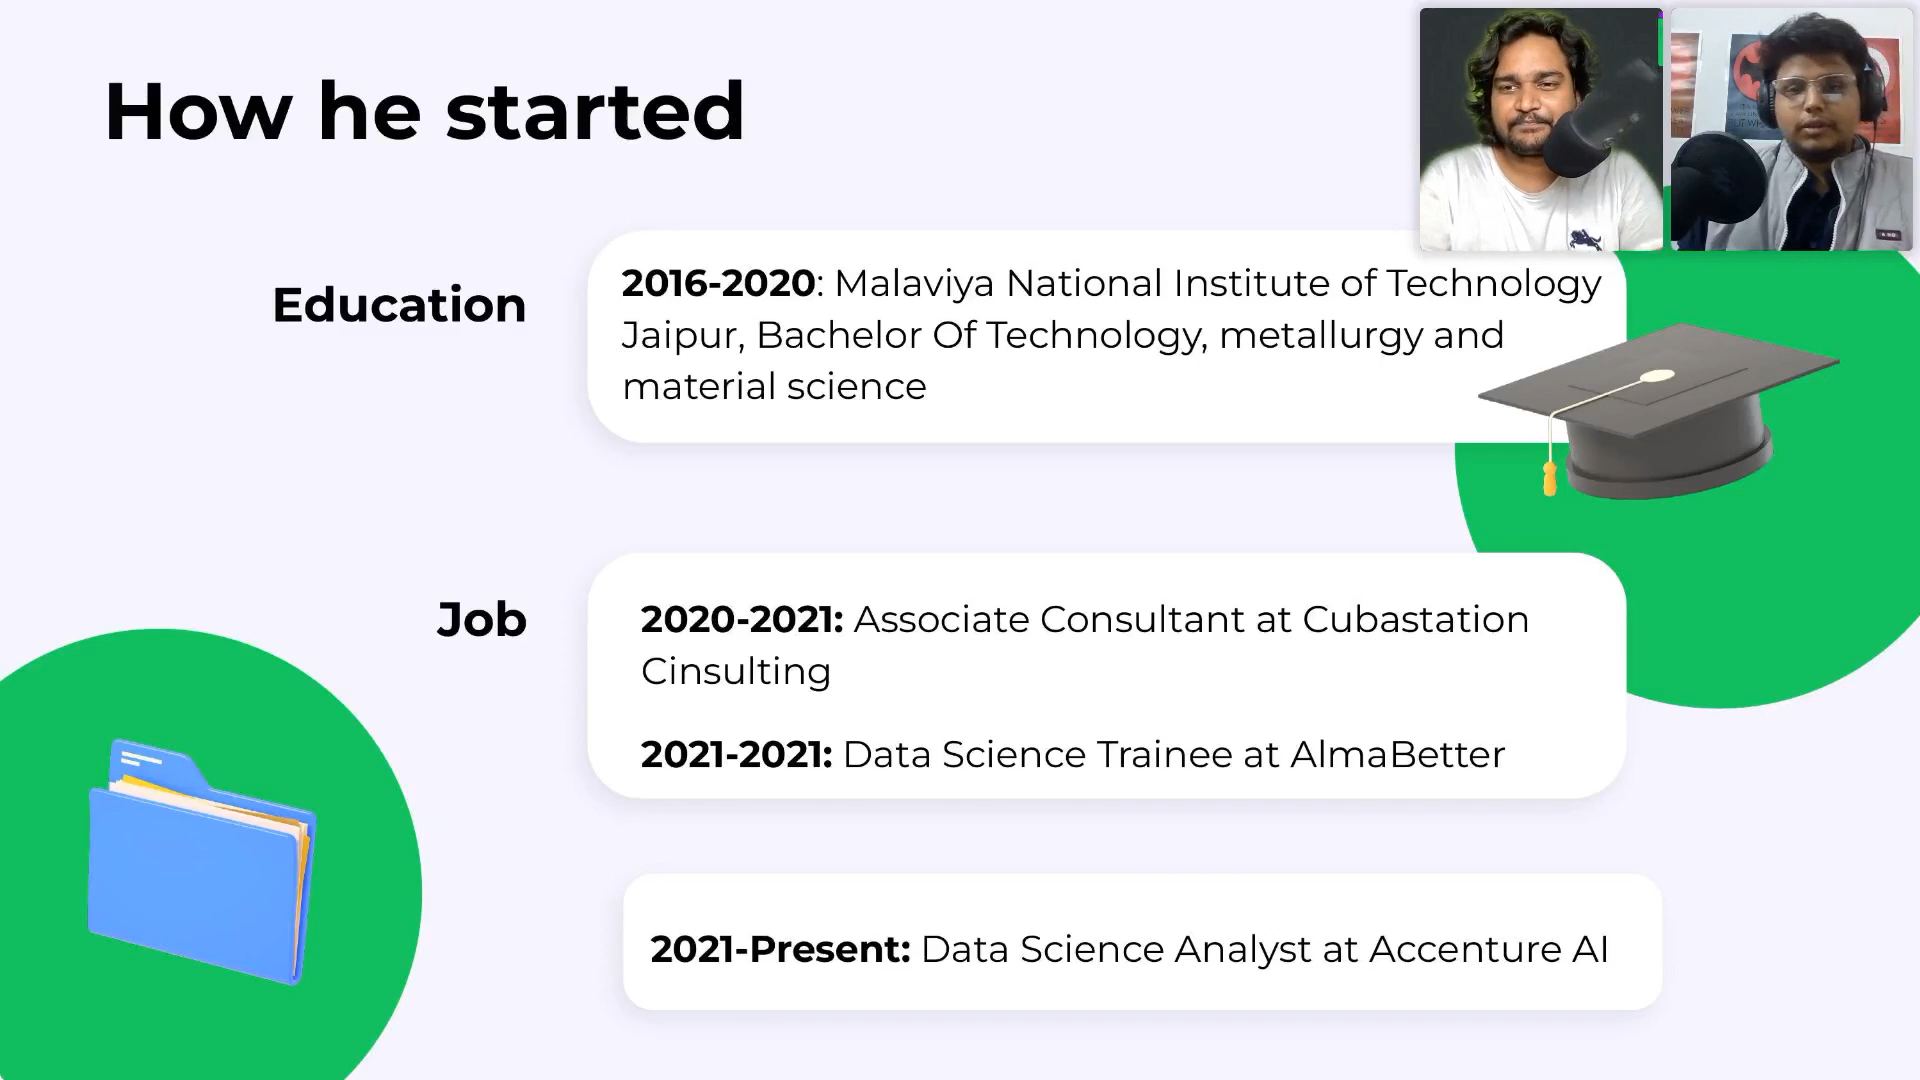 How he started
Education
2016-2020: Malaviya National Institute of Technology
Jaipur, Bachelor Of Technology, metallurgy and
material science
Job
2020-2021: Associate Consultant at Cubastation
Cinsulting
2021-2021: Data Science Trainee at AlmaBetter
2021-Present: Data Science Analyst at Accenture AI